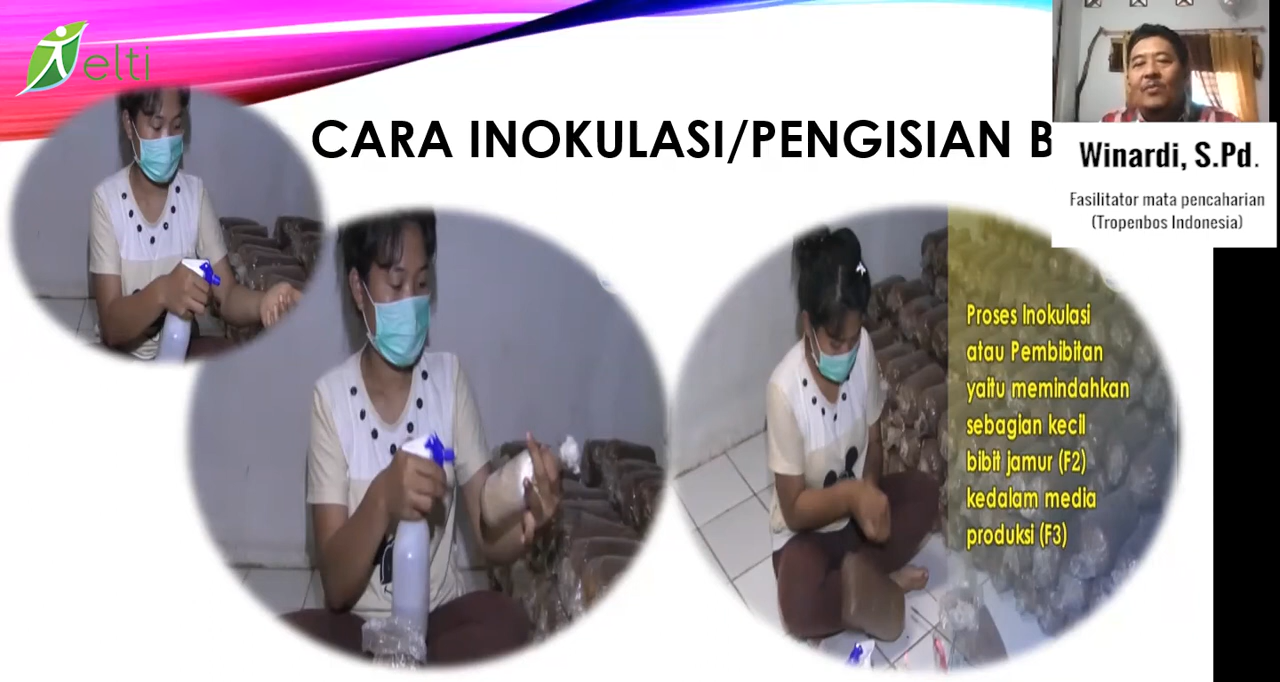 elti
CARA INOKULASI/PENGISIAN B
Winardi, S.Pd.
Fasilitator mata pencaharian
(Tropenbos Indonesia)
Proses Inokulasi
atau Pembibitan
yaitu memindahkan
sebagian kecil
bibit jamur (F2)
kedalam media
produksi (F3)